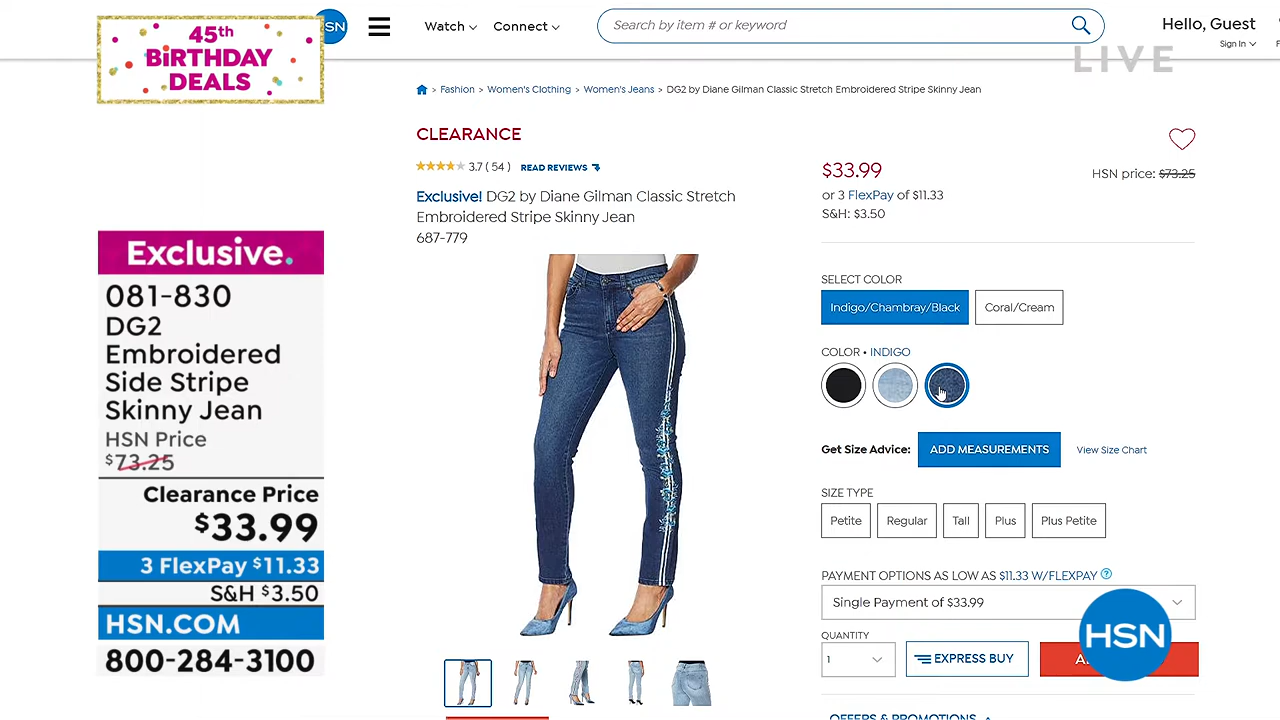 45th
BiRTHDAY
DEALS
SN
Watch
Connect
Search by item # or keyword
Hello, Guest
Sign In
LIVE
> Fashion > Women's Clothing > Women's Jeans > DG2 by Diane Gilman Classic Stretch Embroidered Stripe Skinny Jean
CLEARANCE
3.7 ( 54 ) READ REVIEWS
Exclusive! DG2 by Diane Gilman Classic Stretch
Embroidered Stripe Skinny Jean
687-779
$33.99
HSN price: $73.25
or 3 FlexPay of $11.33
S&H: $3.50
Exclusive.
081-830
DG2
Embroidered
Side Stripe
Skinny Jean
HSN Price
$73.25
Clearance Price
$33.99
3 FlexPay $11.33
S&H $3.50
HSN.COM
800-284-3100
SELECT COLOR
Indigo/Chambray/Black
Coral/Cream
COLOR • INDIGO
Get Size Advice: ADD MEASUREMENTS View Size Chart
SIZE TYPE
Petite Regular Tall Plus Plus Petite
PAYMENT OPTIONS AS LOW AS $11.33 W/FLEXPAY ?
Single Payment of $33.99
QUANTITY
1
EXPRESS BUY
HSN
OFFERS & PROMOTIONS